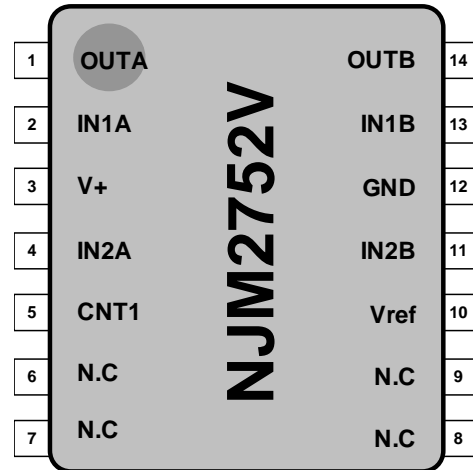 1 OUTA OUTB 14
2 IN1A IN1B 13
3 V+ GND 12
4 IN2A IN2B 11
5 CNT1 Vref 10
6 N.C N.C 9
7 N.C N.C 8
NJM2752V